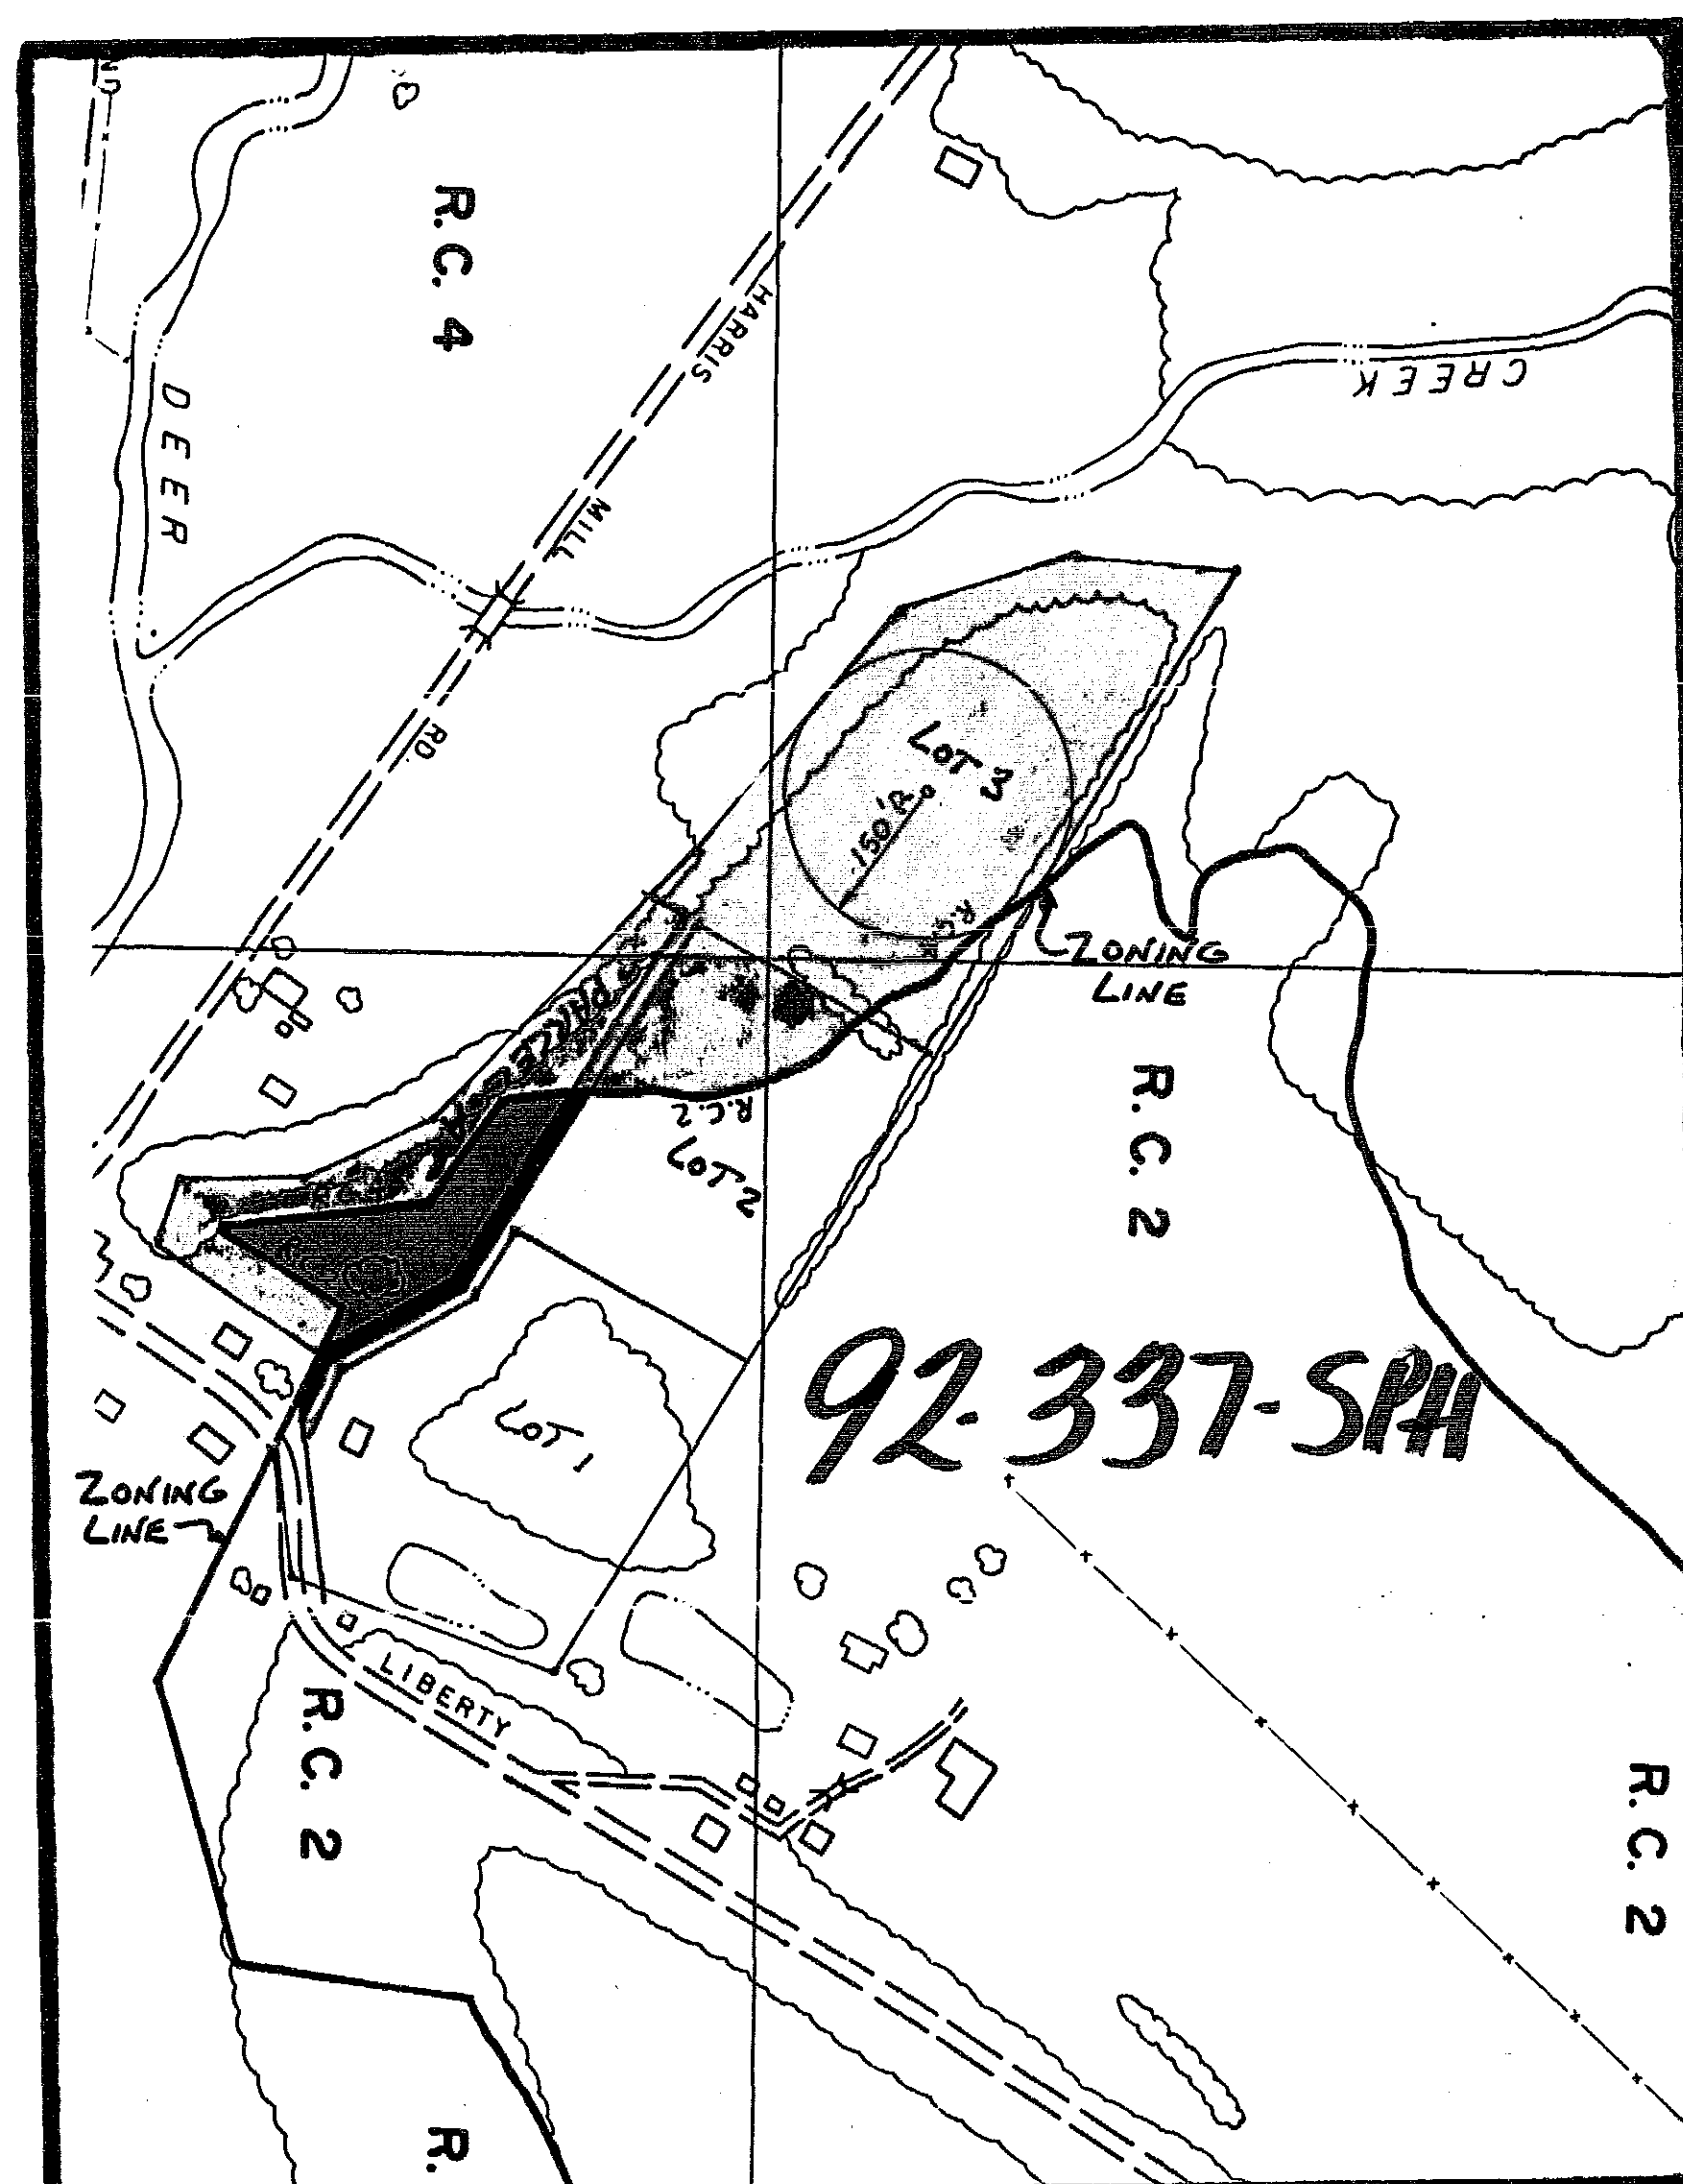 R.C. 4
DEER
HARRIS
MILL
RD
CREEK
LOT 3
150'R.
ZONING
LINE
PARCEL "A"
R.C.2
LOT 2
R.C. 2
92-337-SPH
LOT 1
ZONING
LINE
LIBERTY
R.C. 2
R.C. 2
R.